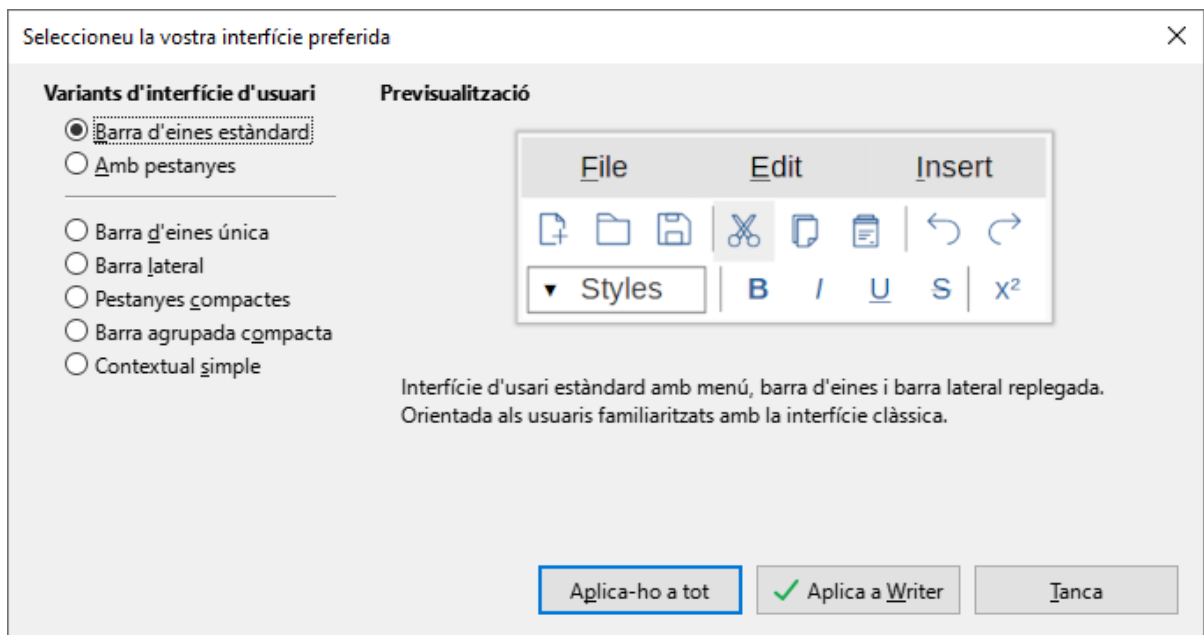 Seleccioneu la vostra interfície preferida
Variants d'interfície d'usuari
Barra d'eines estàndard
Amb pestanyes
Barra d'eines única
Barra lateral
Pestanyes compactes
Barra agrupada compacta
Contextual simple
Previsualització
File Edit Insert
Styles B I U S x²
Interfície d'usari estàndard amb menú, barra d'eines i barra lateral replegada.
Orientada als usuaris familiaritzats amb la interfície clàssica.
Aplica-ho a tot Aplica a Writer Tanca